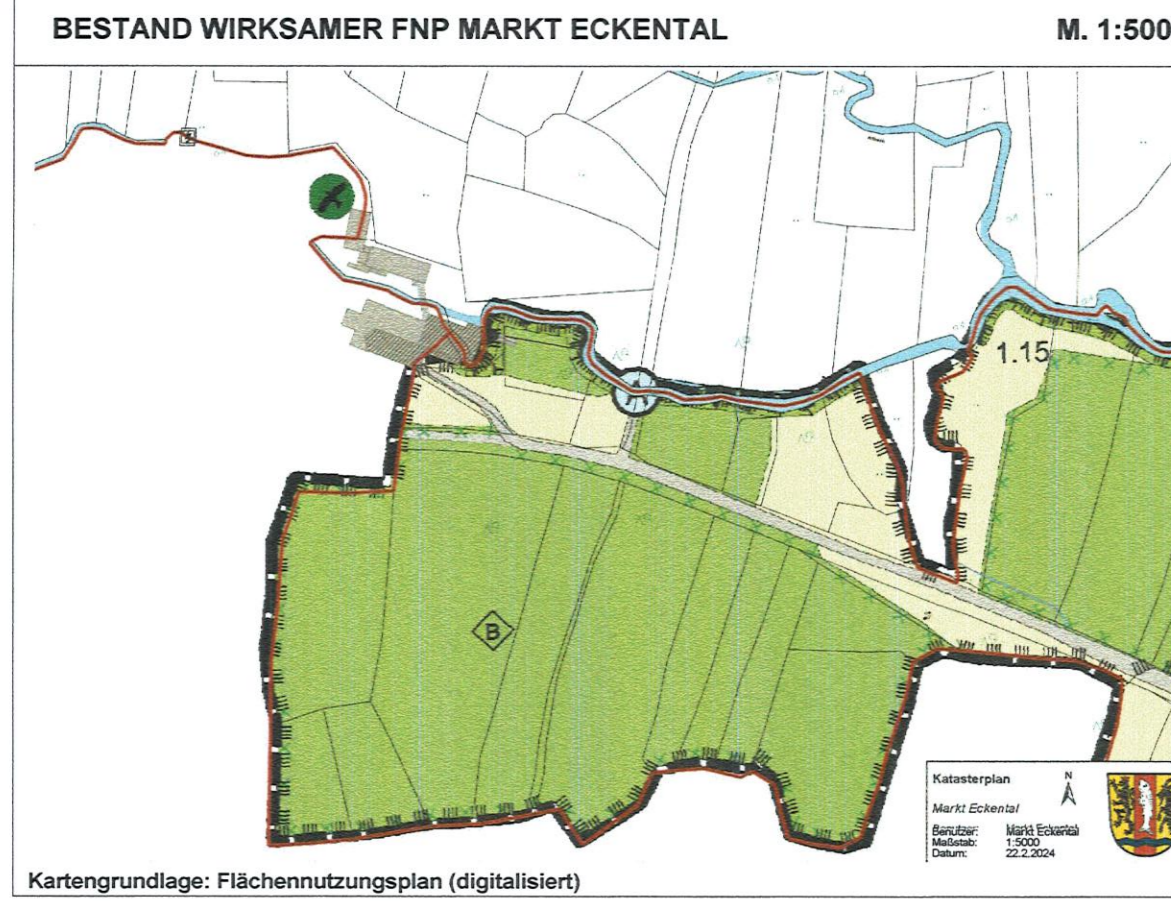 BESTAND WIRKSAMER FNP MARKT ECKENTAL
M. 1:500
1.15
B
Katasterplan
N
Markt Eckental
Benutzer: Markt Eckental
Maßstab: 1:5000
Datum: 22.2.2024
Kartengrundlage: Flächennutzungsplan (digitalisiert)